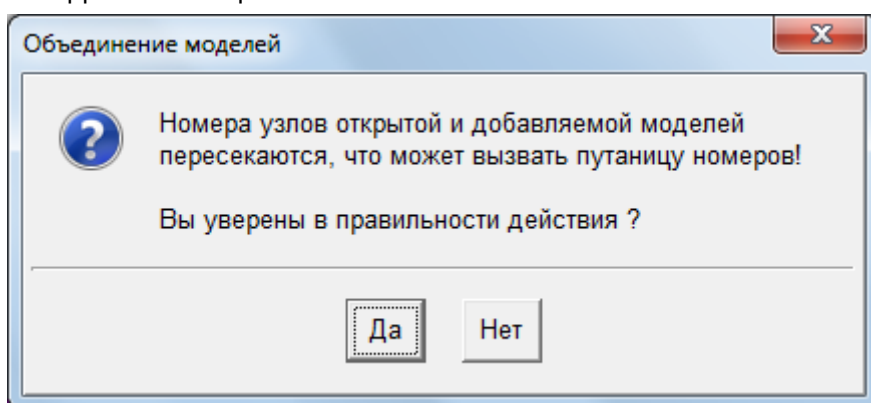 Объединение моделей
Номера узлов открытой и добавляемой моделей
пересекаются, что может вызвать путаницу номеров!
Вы уверены в правильности действия ?
Да
Нет